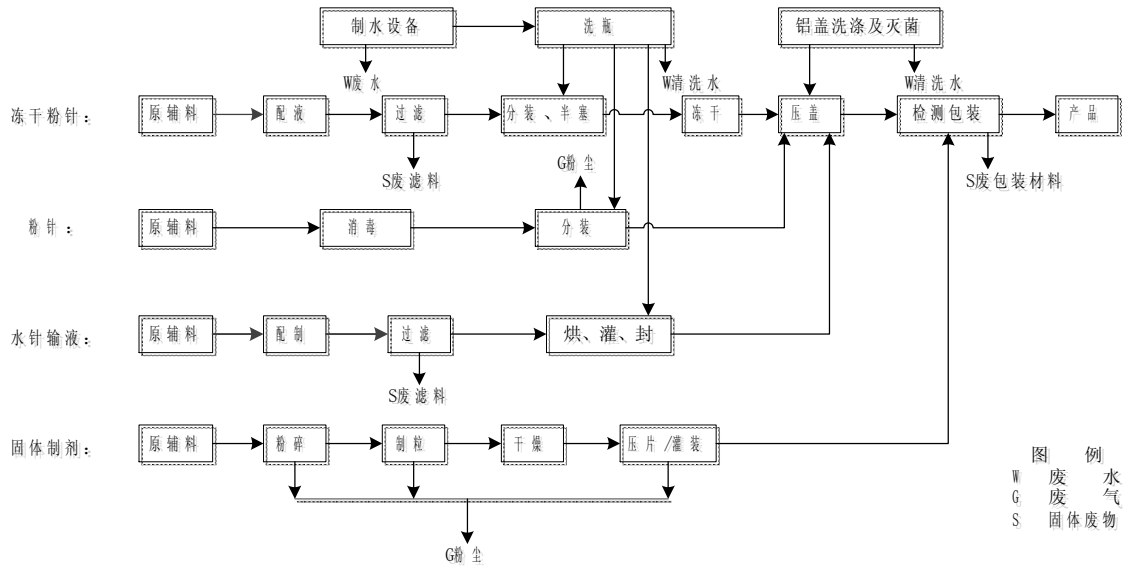 制水设备 洗瓶 铝盖洗涤及灭菌
W废水 W清洗水 W清洗水
冻干粉针： 原辅料 配液 过滤 分装、半塞 冻干 压盖 检测包装 产品
S废滤料 G粉尘 S废包装材料
粉针： 原辅料 消毒 分装
水针输液： 原辅料 配制 过滤 烘、灌、封
S废滤料
固体制剂： 原辅料 粉碎 制粒 干燥 压片/灌装
G粉尘
图 例
W 废 水
G 废 气
S 固体废物